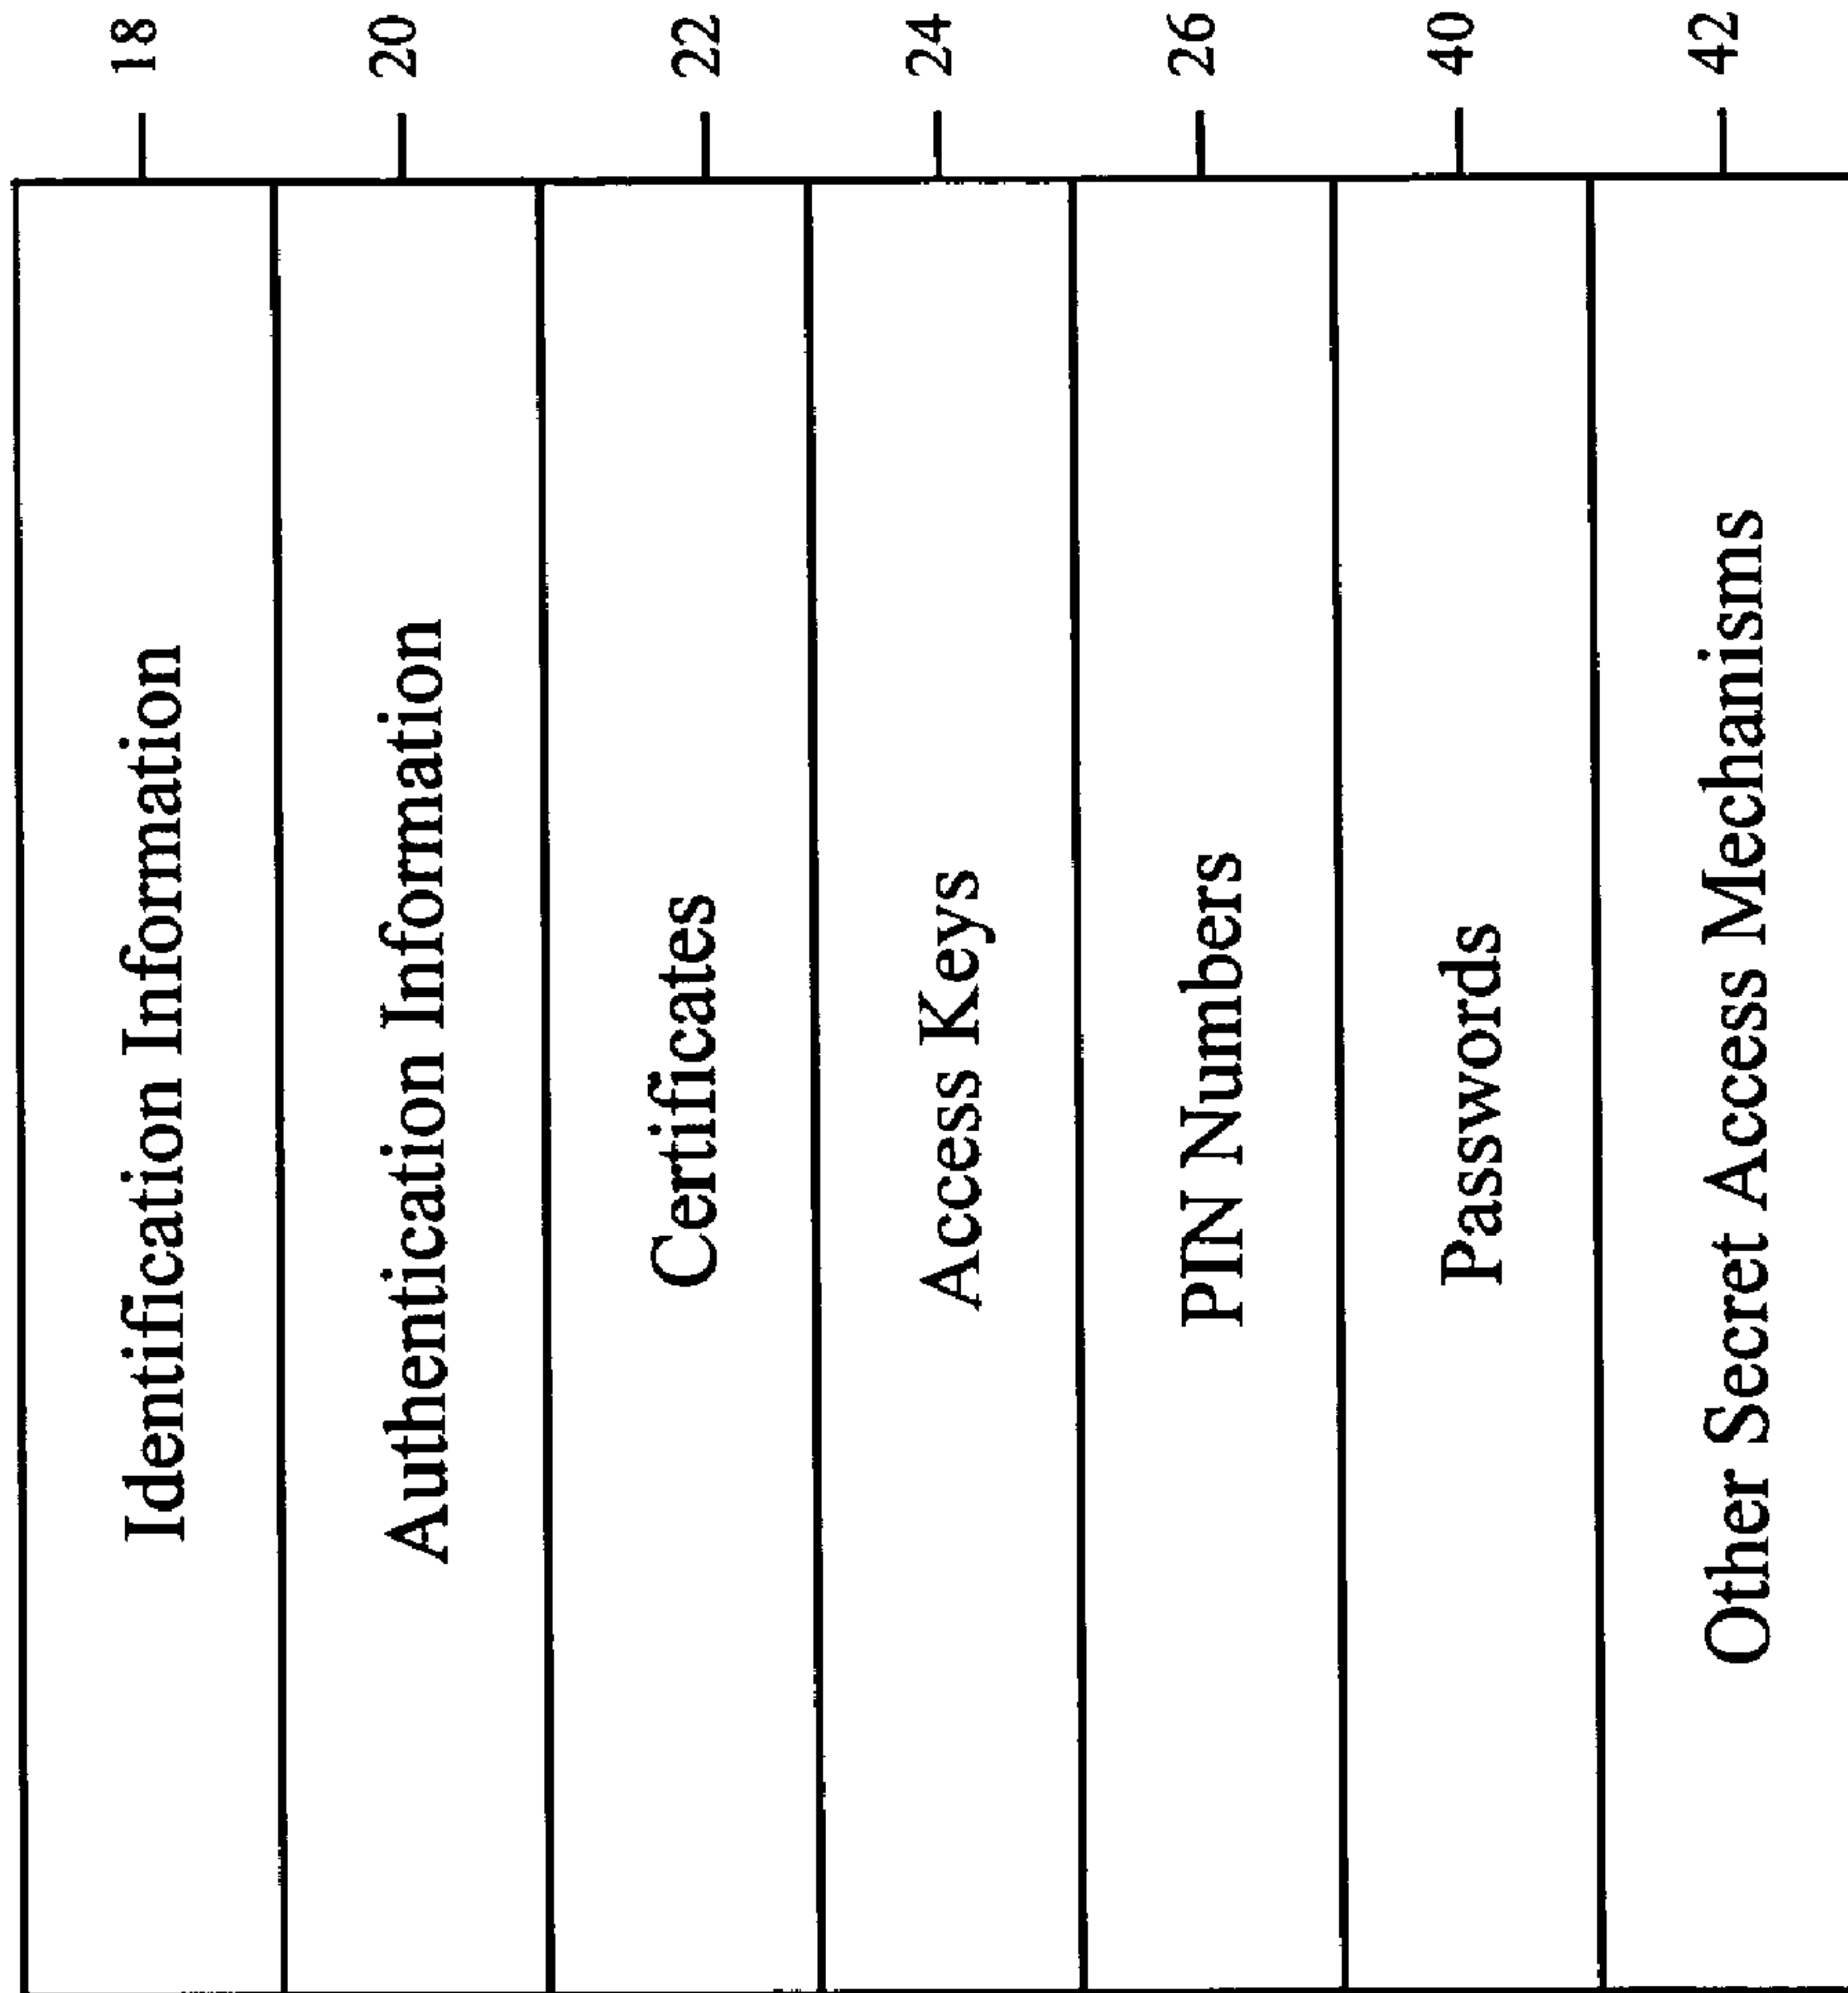 Identification Information 18
Authentication Information 20
Certificates 22
Access Keys 24
PIN Numbers 26
Passwords 40
Other Secret Access Mechanisms 42